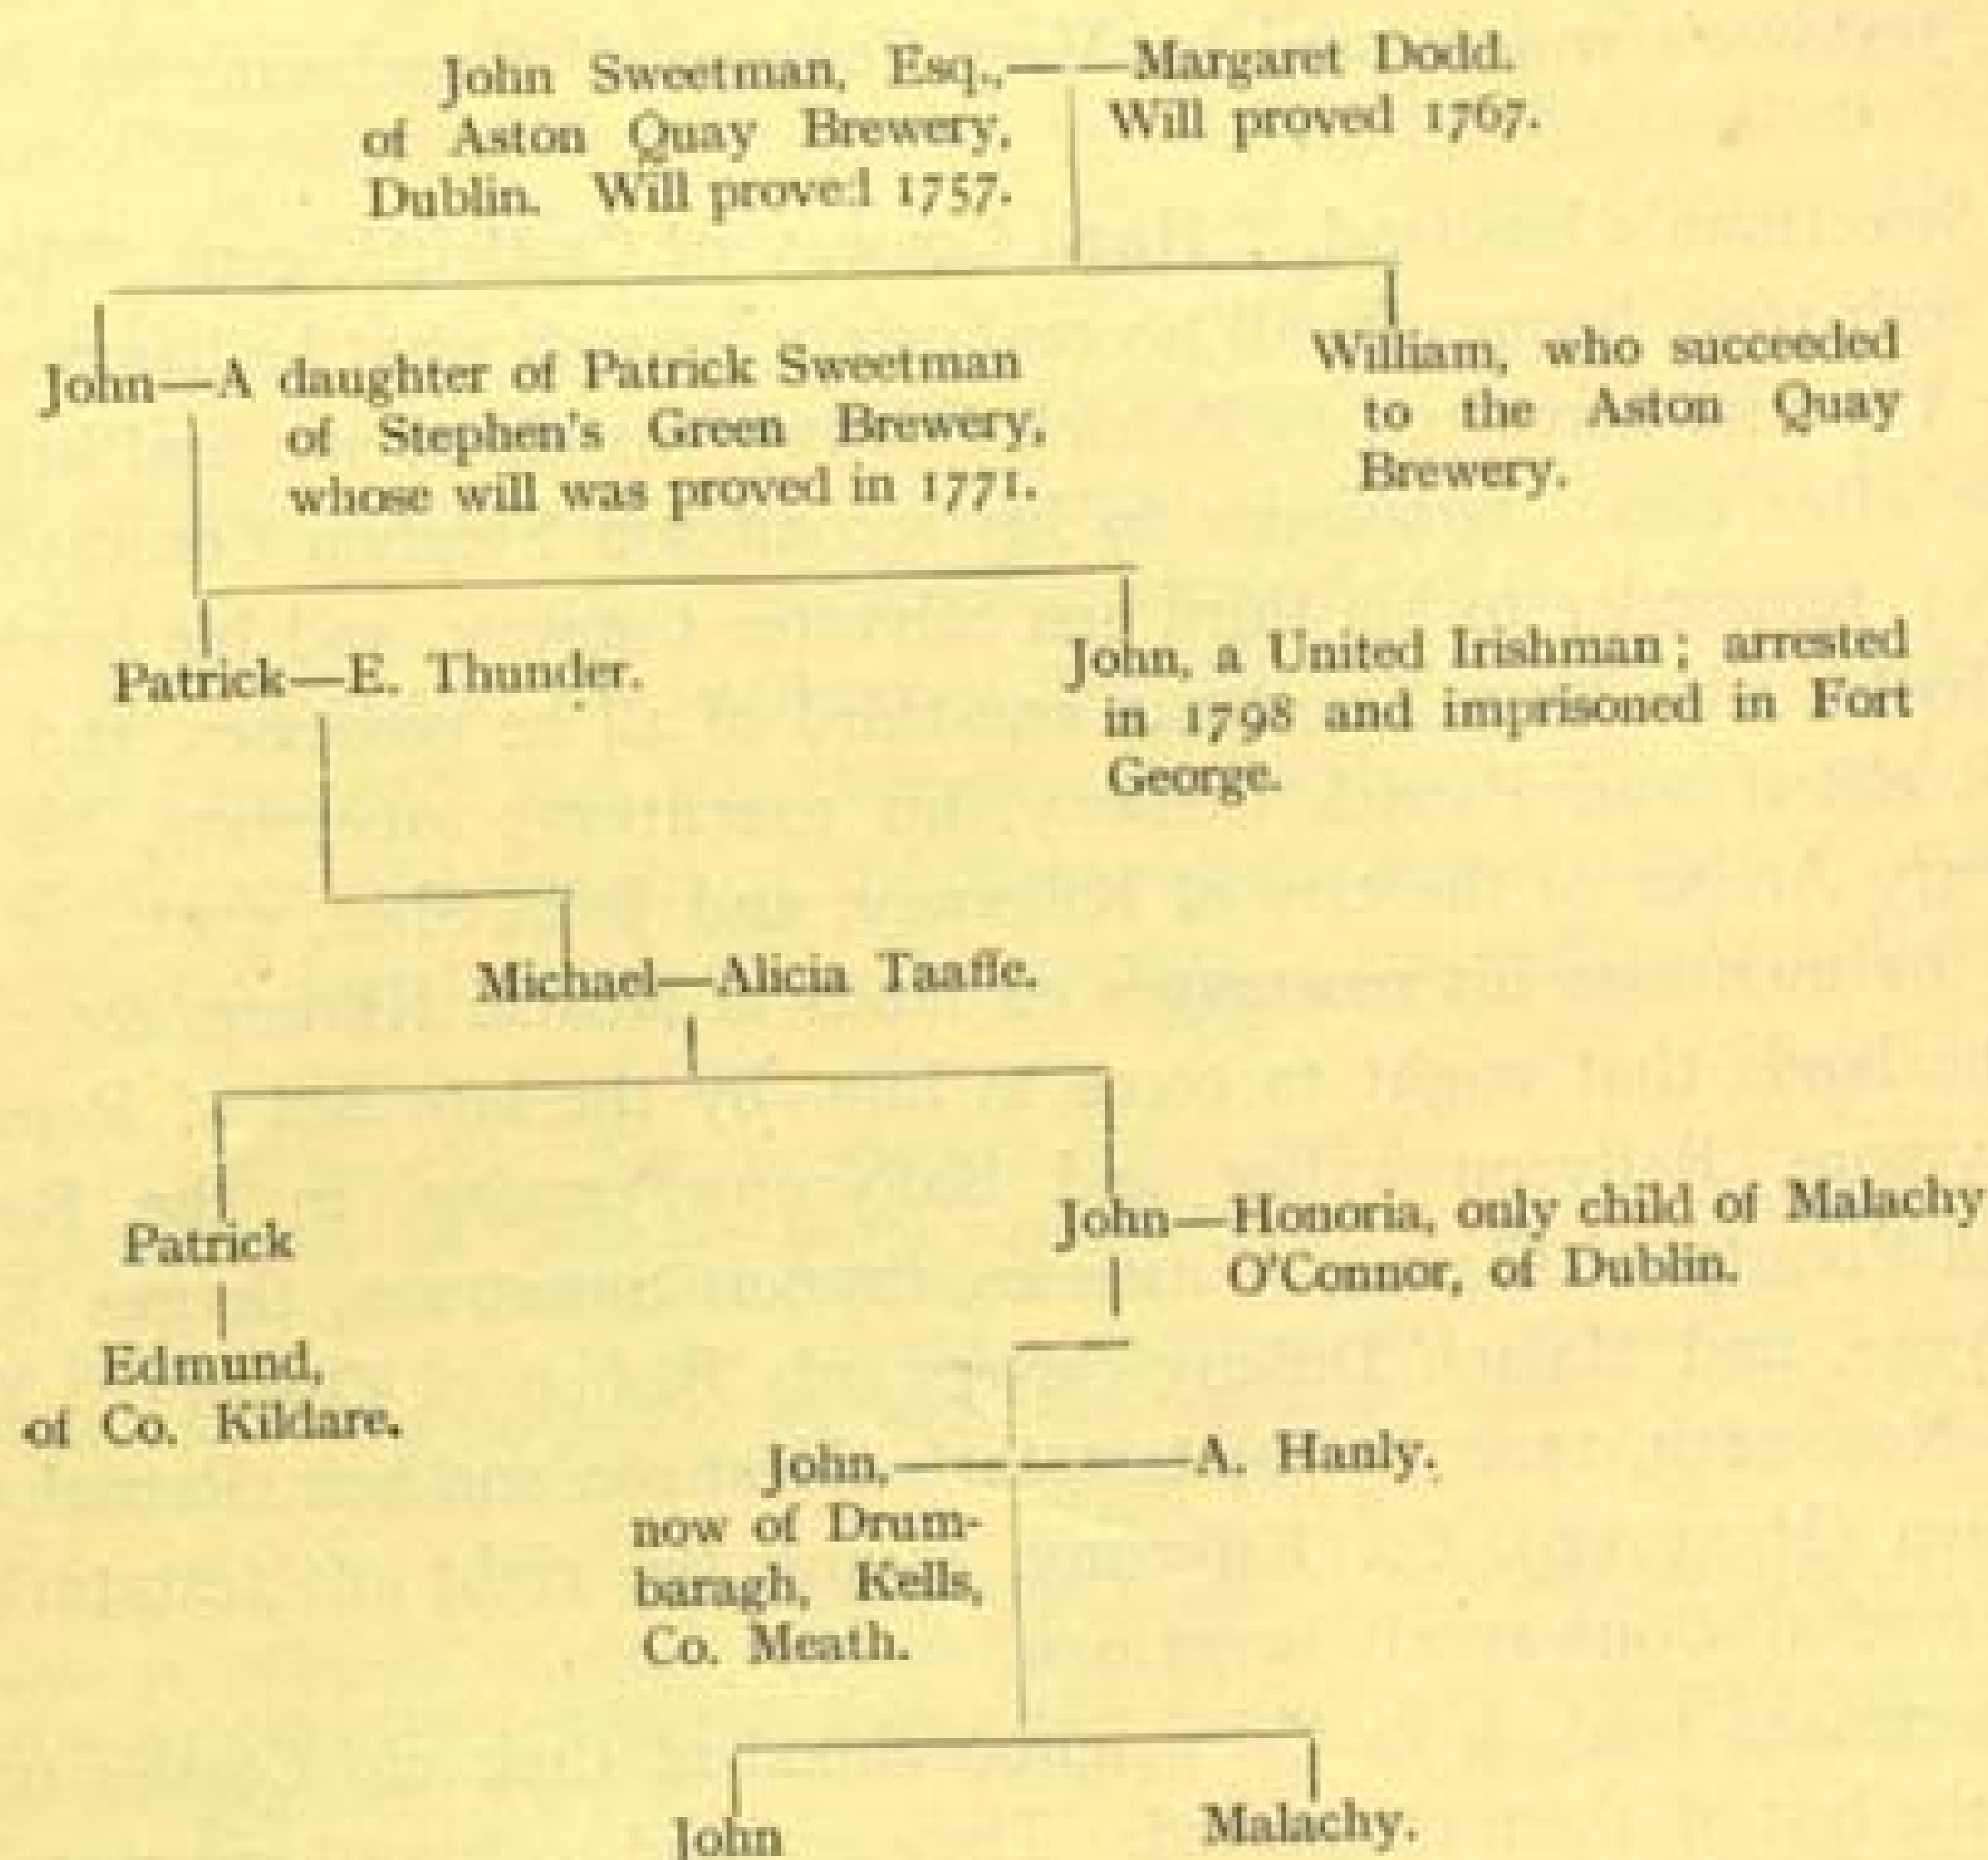 John Sweetman, Esq.,— —Margaret Dodd.
of Aston Quay Brewery, Will proved 1767.
Dublin. Will proved 1757.
John—A daughter of Patrick Sweetman
of Stephen's Green Brewery,
whose will was proved in 1771.
William, who succeeded
to the Aston Quay
Brewery.
Patrick—E. Thunder.
John, a United Irishman; arrested
in 1798 and imprisoned in Fort
George.
Michael—Alicia Taaffe.
Patrick
John—Honoria, only child of Malachy
O'Connor, of Dublin.
Edmund,
of Co. Kildare.
John,— —A. Hanly.
now of Drum-
baragh, Kells,
Co. Meath.
John Malachy.